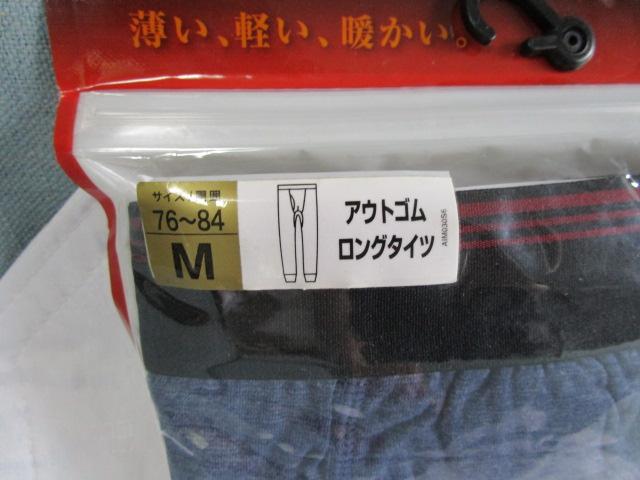 薄い、軽い、暖かい。
サイズ/胴囲
76〜84
M
アウトゴム
ロングタイツ
AIIM030S6